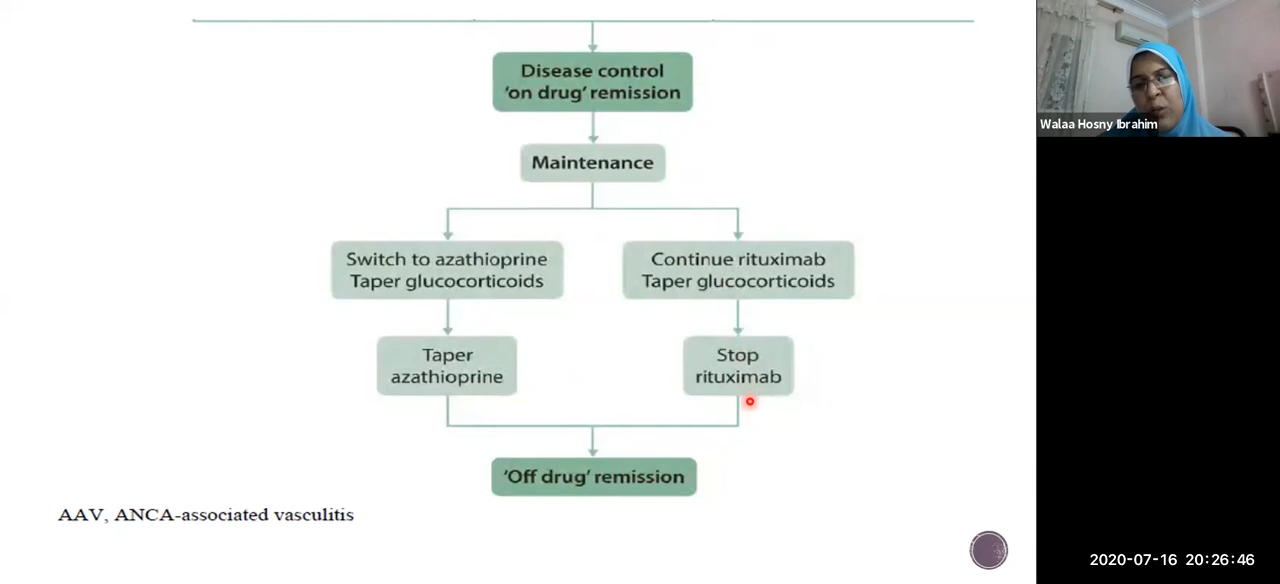 Disease control
‘on drug’ remission
Maintenance
Switch to azathioprine
Taper glucocorticoids
Continue rituximab
Taper glucocorticoids
Taper
azathioprine
Stop
rituximab
‘Off drug’ remission
AAV, ANCA-associated vasculitis
Walaa Hosny Ibrahim
2020-07-16 20:26:46